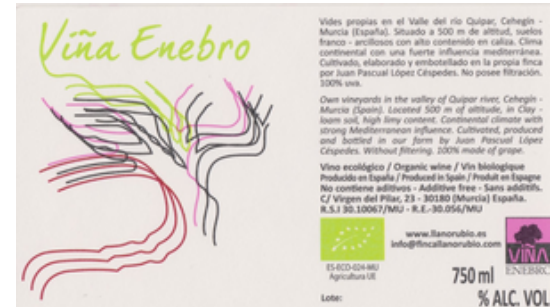 Viña Enebro
Vides propias en el Valle del río Quipar, Cehegin -
Murcia (España). Situado a 500 m de altitud, suelos
franco - arcillosos con alto contenido en caliza. Clima
continental con una fuerte influencia mediterránea.
Cultivado, elaborado y embotellado en la propia finca
por Juan Pascual López Céspedes. No posee filtración.
100% uva.
Own vineyards in the valley of Quipar river, Cehegin -
Murcia (Spain). Located 500 m of altitude, in Clay -
loam soil, high limy content. Continental climate with
strong Mediterranean influence. Cultivated, produced
and bottled in our farm by Juan Pascual López
Céspedes. Without filtering. 100% made of grape.
Vino ecológico / Organic wine / Vin biologique
Producido en España / Produced in Spain / Produit en Espagne
No contiene aditivos - Additive free - Sans additifs.
C/ Virgen del Pilar, 23 - 30180 (Murcia) España.
R.S.I 30.10067/MU - R.E.-30.056/MU
www.llanorubio.com
info@fincallanorubio.com
ES-ECO-024-MU
Agricultura UE
VIÑA
ENEBRO
750 ml
Lote:
% ALC. VOL